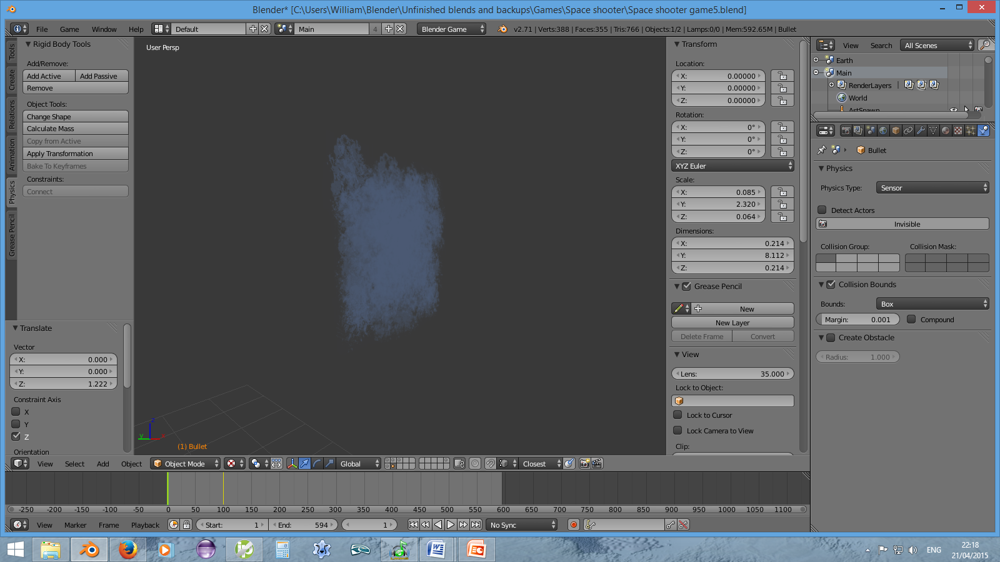 Blender* [C:\Users\William\Blender\Unfinished blends and backups\Games\Space shooter\Space shooter game5.blend]
File Game Window Help Default Main 4 Blender Game v2.71 | Verts:388 | Faces:355 | Tris:766 | Objects:1/2 | Lamps:0/0 | Mem:592.65M | Bullet
Tools
Create
Relations
Animation
Physics
Grease Pencil
Rigid Body Tools
Add/Remove:
Add Active Add Passive
Remove
Object Tools:
Change Shape
Calculate Mass
Copy from Active
Apply Transformation
Bake To Keyframes
Constraints:
Connect
Translate
Vector
X: 0.000
Y: 0.000
Z: 1.222
Constraint Axis
X
Y
Z
Orientation
User Persp
z
y
x
(1) Bullet
Transform
Location:
X: 0.00000
Y: 0.00000
Z: 0.00000
Rotation:
X: 0°
Y: 0°
Z: 0°
XYZ Euler
Scale:
X: 0.085
Y: 2.320
Z: 0.064
Dimensions:
X: 0.214
Y: 8.112
Z: 0.214
Grease Pencil
New
New Layer
Delete Frame Convert
View
Lens: 35.000
Lock to Object:
Lock to Cursor
Lock Camera to View
Clip:
View Search All Scenes
Earth
Main
RenderLayers
World
AstSpawn
Bullet
Physics
Physics Type: Sensor
Detect Actors
Invisible
Collision Group: Collision Mask:
Collision Bounds
Bounds: Box
Margin: 0.001 Compound
Create Obstacle
Radius: 1.000
View Select Add Object Object Mode Global Closest
-250 -200 -150 -100 -50 0 50 100 150 200 250 300 350 400 450 500 550 600 650 700 750 800 850 900 950 1000 1050 1100
View Marker Frame Playback Start: 1 End: 594 1 No Sync
ENG
22:18
21/04/2015